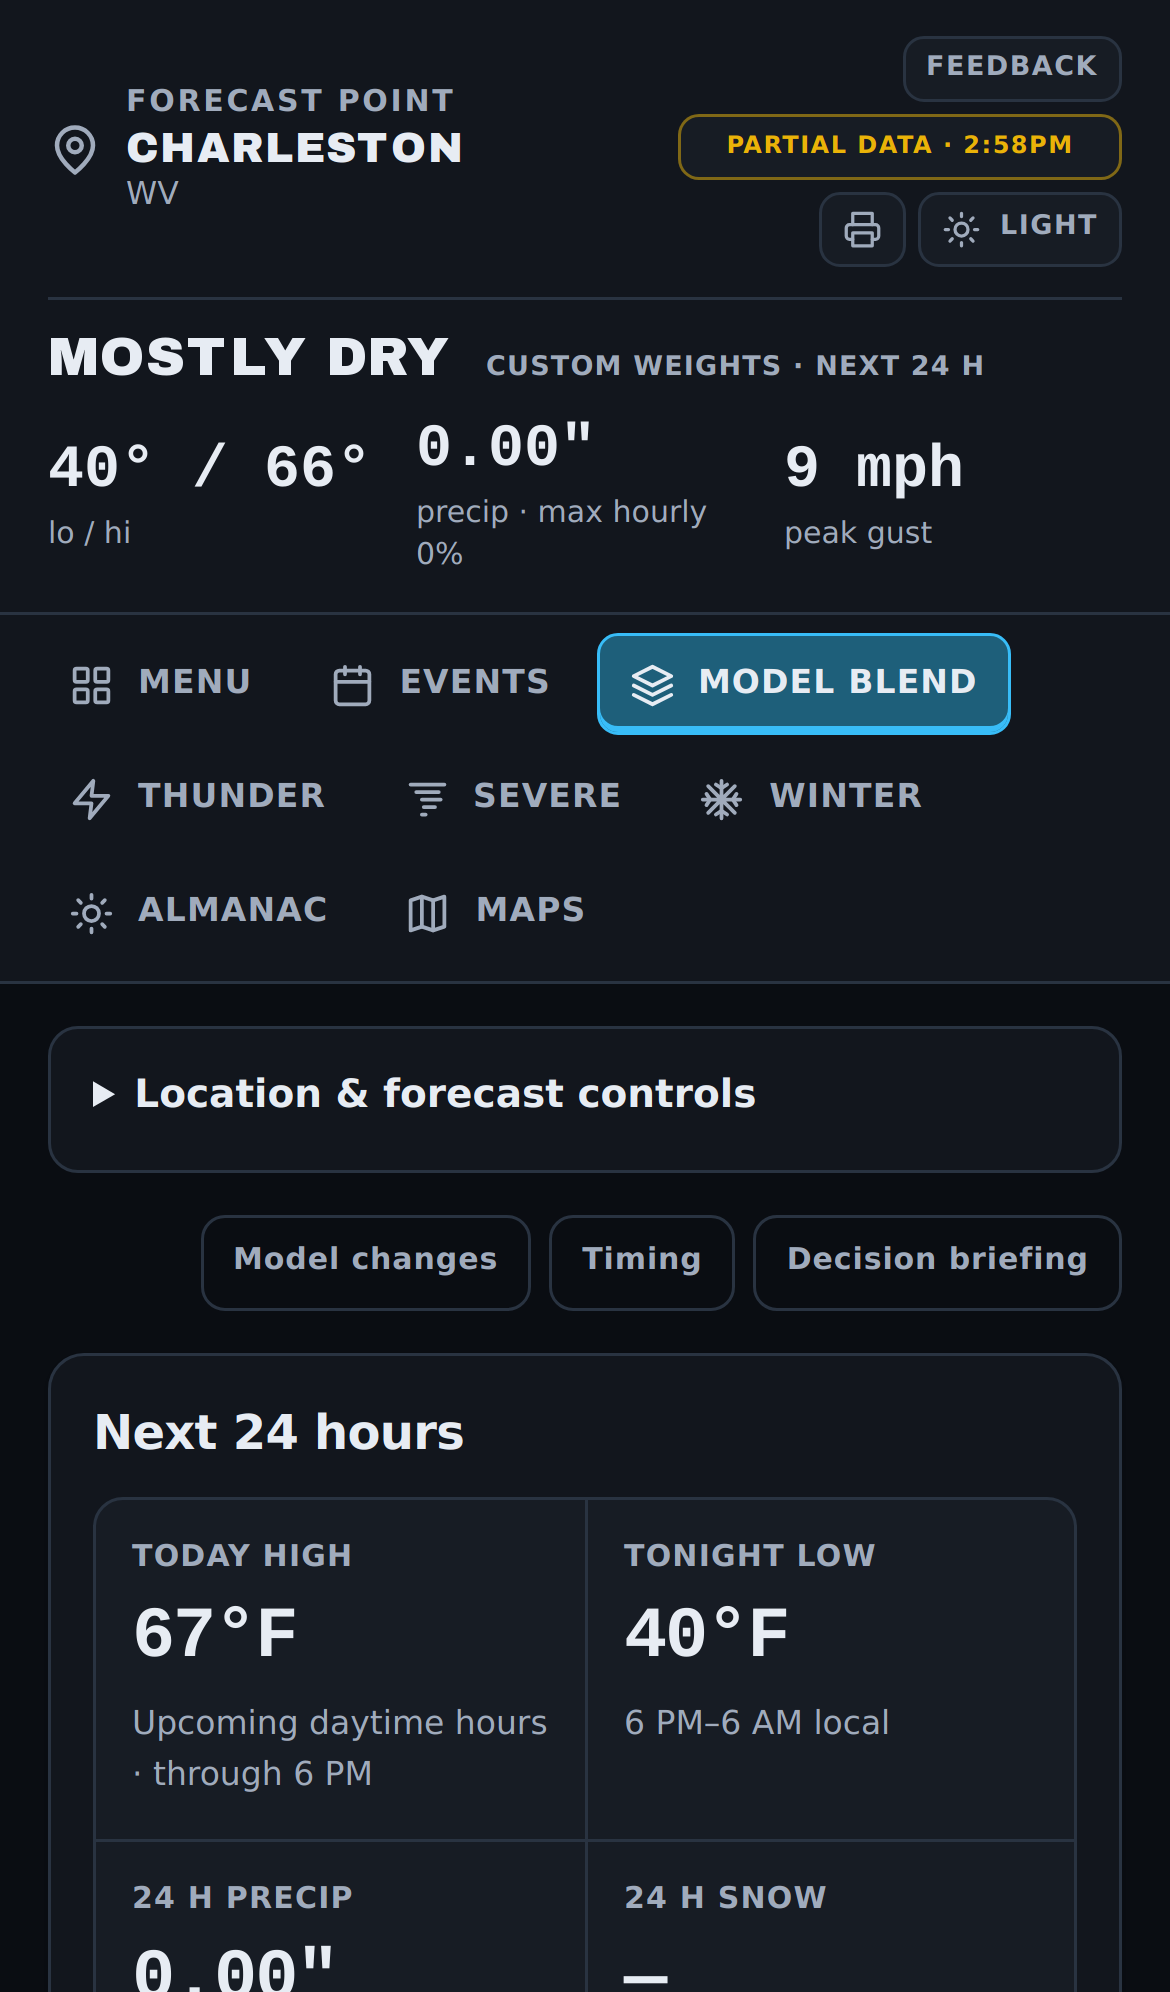 FORECAST POINT
CHARLESTON
WV
FEEDBACK
PARTIAL DATA · 2:58PM
LIGHT
MOSTLY DRY CUSTOM WEIGHTS · NEXT 24 H
40° / 66°
lo / hi
0.00"
precip · max hourly
0%
9 mph
peak gust
MENU
EVENTS
MODEL BLEND
THUNDER
SEVERE
WINTER
ALMANAC
MAPS
Location & forecast controls
Model changes
Timing
Decision briefing
Next 24 hours
TODAY HIGH
67°F
Upcoming daytime hours
· through 6 PM
TONIGHT LOW
40°F
6 PM–6 AM local
24 H PRECIP
0.00"
24 H SNOW
—